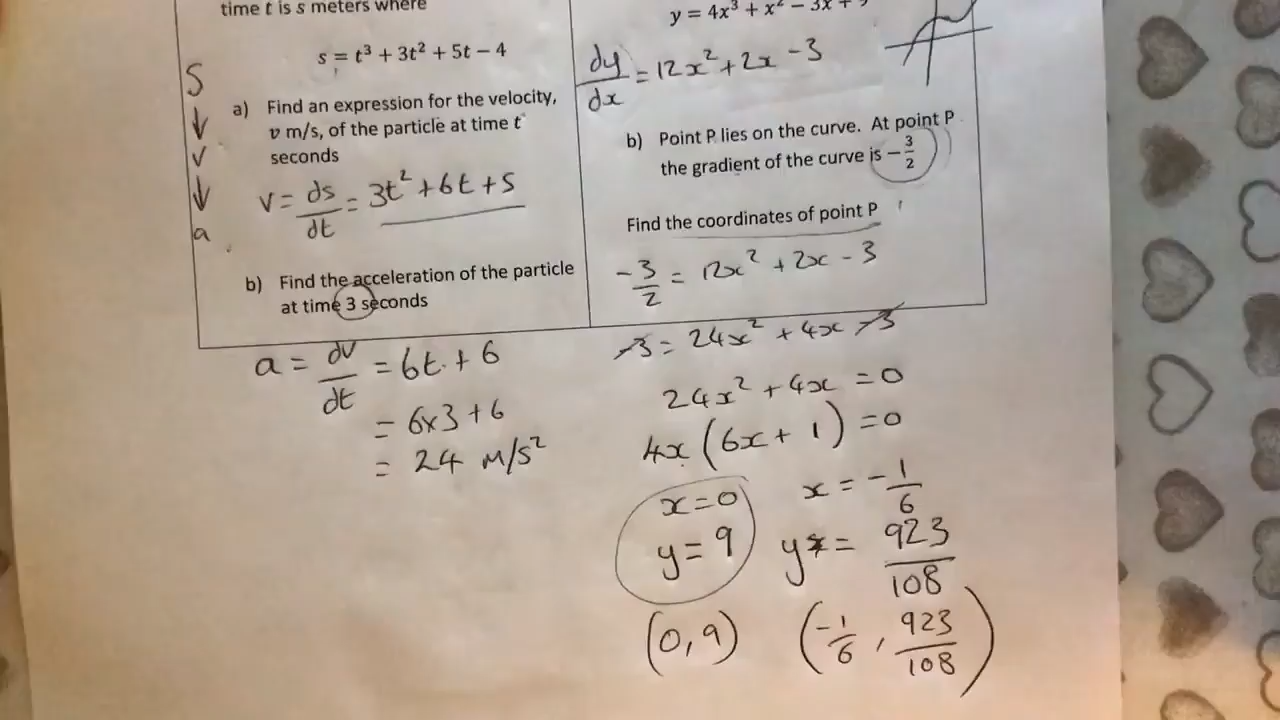 time t is s meters where
s = t³ + 3t² + 5t − 4
S
↓
v
↓
a
a) Find an expression for the velocity,
v m/s, of the particle at time t
seconds
v = ds/dt = 3t² + 6t + 5
b) Find the acceleration of the particle
at time 3 seconds
a = dv/dt = 6t + 6
= 6x3 + 6
= 24 m/s²
y = 4x³ + x² − 3x + 9
dy/dx = 12x² + 2x − 3
b) Point P lies on the curve. At point P
the gradient of the curve is −3/2
Find the coordinates of point P
−3/2 = 12x² + 2x − 3
−3 = 24x² + 4x − 3
24x² + 4x = 0
4x(6x + 1) = 0
x = 0 x = −1/6
y = 9 y = 923/108
(0, 9) (−1/6, 923/108)